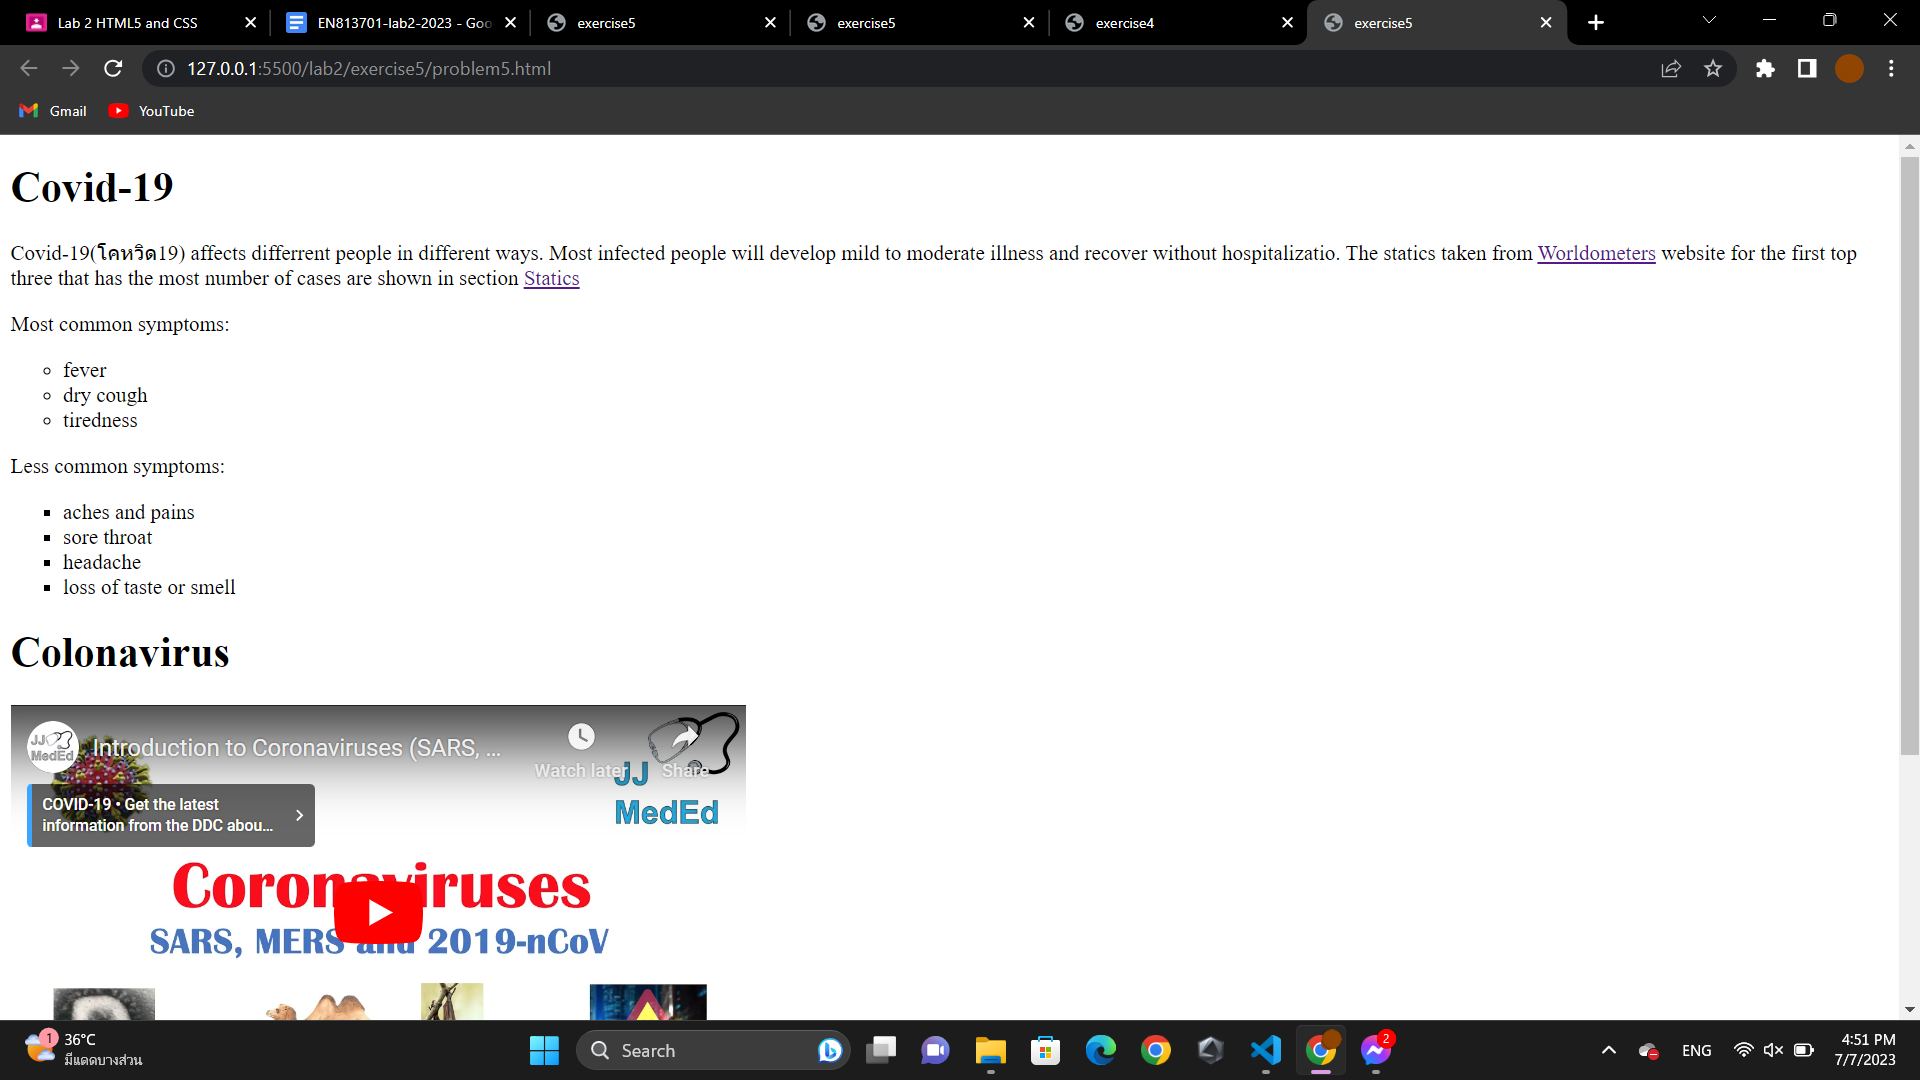 Lab 2 HTML5 and CSS
EN813701-lab2-2023 - Goo
exercise5
exercise5
exercise4
exercise5
127.0.0.1:5500/lab2/exercise5/problem5.html
Gmail
YouTube
Covid-19
Covid-19(โคหวิด19) affects differrent people in different ways. Most infected people will develop mild to moderate illness and recover without hospitalizatio. The statics taken from Worldometers website for the first top
three that has the most number of cases are shown in section Statics
Most common symptoms:
fever
dry cough
tiredness
Less common symptoms:
aches and pains
sore throat
headache
loss of taste or smell
Colonavirus
JJ
MedEd
Introduction to Coronaviruses (SARS, ...
Watch later
Share
JJ
MedEd
COVID-19 • Get the latest
information from the DDC abou...
Coronaviruses
SARS, MERS and 2019-nCoV
1
36°C
มีแดดบางส่วน
Search
2
ENG
4:51 PM
7/7/2023